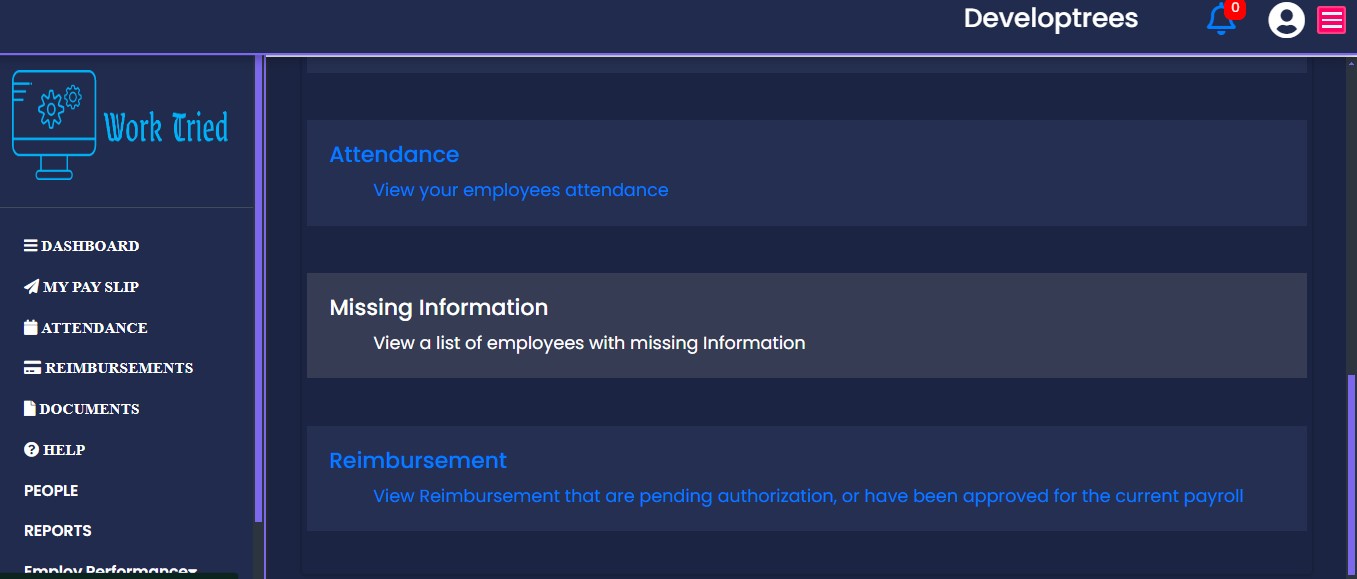 Developtrees
0
Work Tried
DASHBOARD
MY PAY SLIP
ATTENDANCE
REIMBURSEMENTS
DOCUMENTS
HELP
PEOPLE
REPORTS
Employ Performance
Attendance
View your employees attendance
Missing Information
View a list of employees with missing Information
Reimbursement
View Reimbursement that are pending authorization, or have been approved for the current payroll